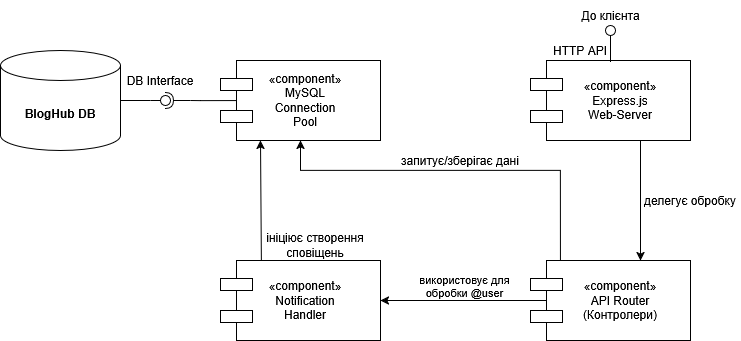 До клієнта
HTTP API
DB Interface
BlogHub DB
«component»
MySQL
Connection
Pool
«component»
Express.js
Web-Server
запитує/зберігає дані
делегує обробку
ініціює створення
сповіщень
«component»
Notification
Handler
використовує для
обробки @user
«component»
API Router
(Контролери)